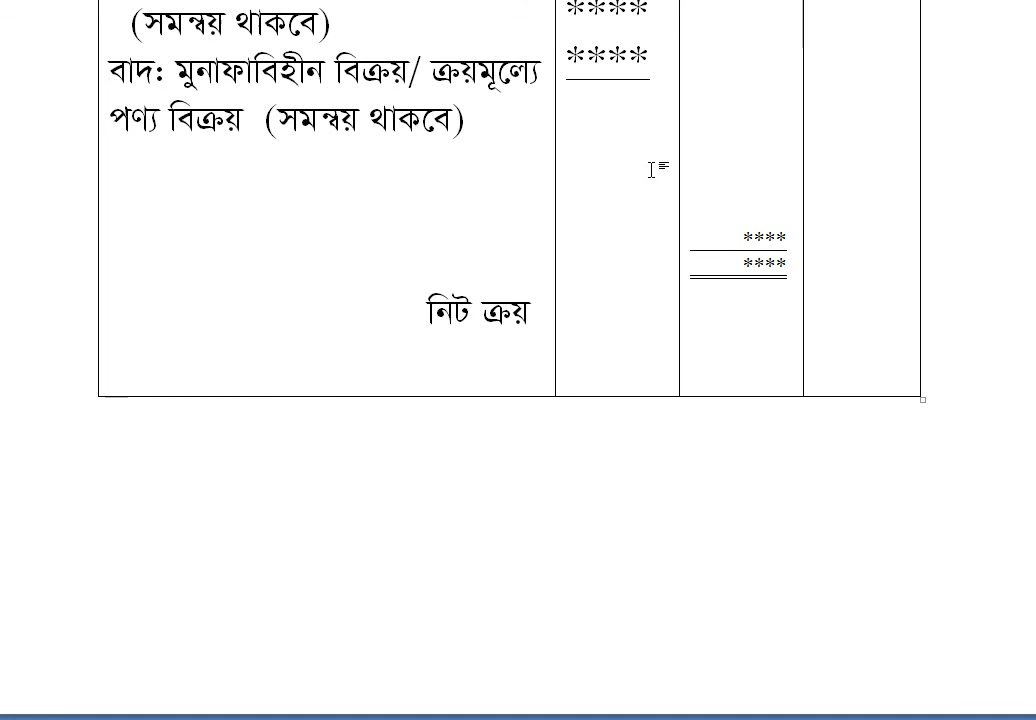 (সমন্বয় থাকবে) ****
বাদ: মুনাফাবিহীন বিক্রয়/ ক্রয়মূল্যে ****
পণ্য বিক্রয় (সমন্বয় থাকবে)
****
****
নিট ক্রয়